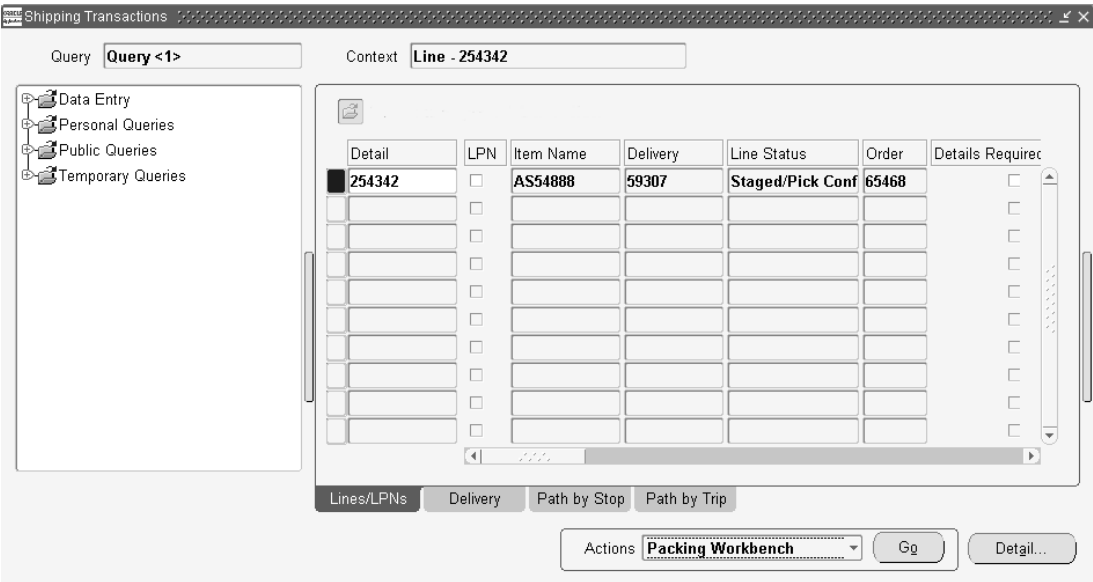 Shipping Transactions
Query Query <1> Context Line - 254342
Data Entry
Personal Queries
Public Queries
Temporary Queries
Detail LPN Item Name Delivery Line Status Order Details Required
254342 AS54888 59307 Staged/Pick Conf 65468
Lines/LPNs Delivery Path by Stop Path by Trip
Actions Packing Workbench Go Detail...